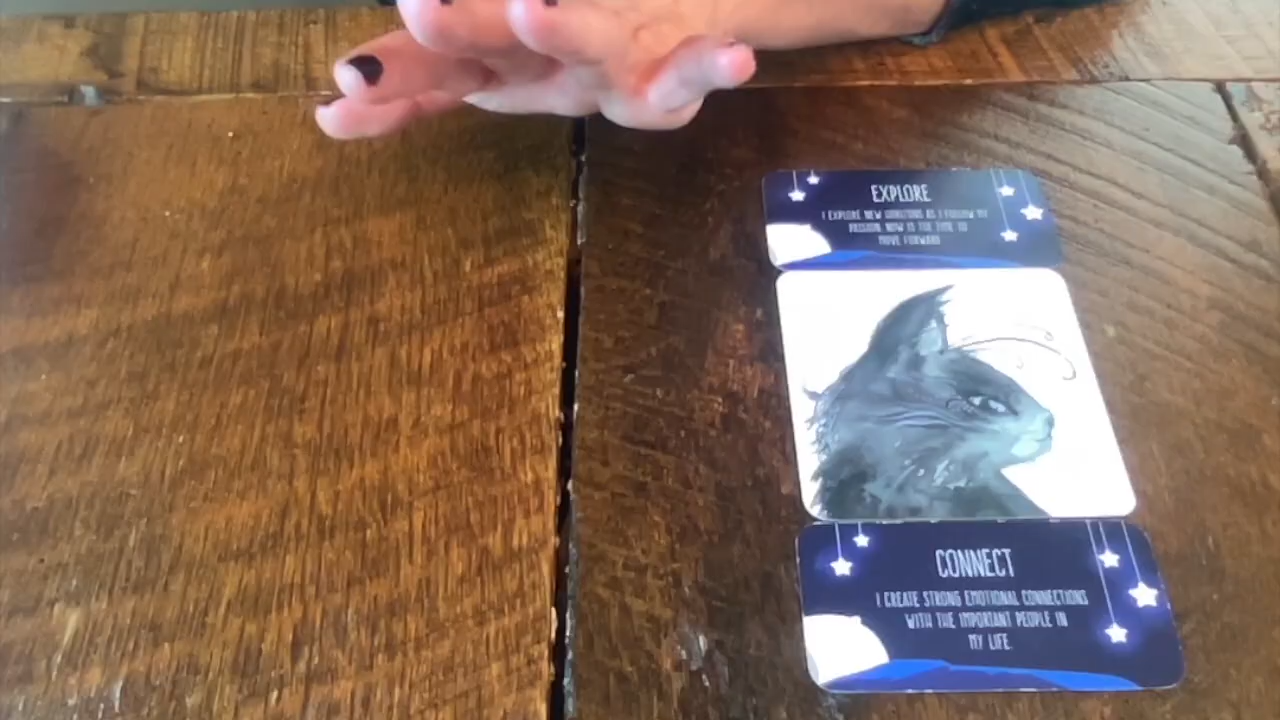 EXPLORE
I EXPLORE NEW HORIZONS AS I FOLLOW MY
PASSION. NOW IS THE TIME TO
MOVE FORWARD
CONNECT
I CREATE STRONG EMOTIONAL CONNECTIONS
WITH THE IMPORTANT PEOPLE IN
MY LIFE.